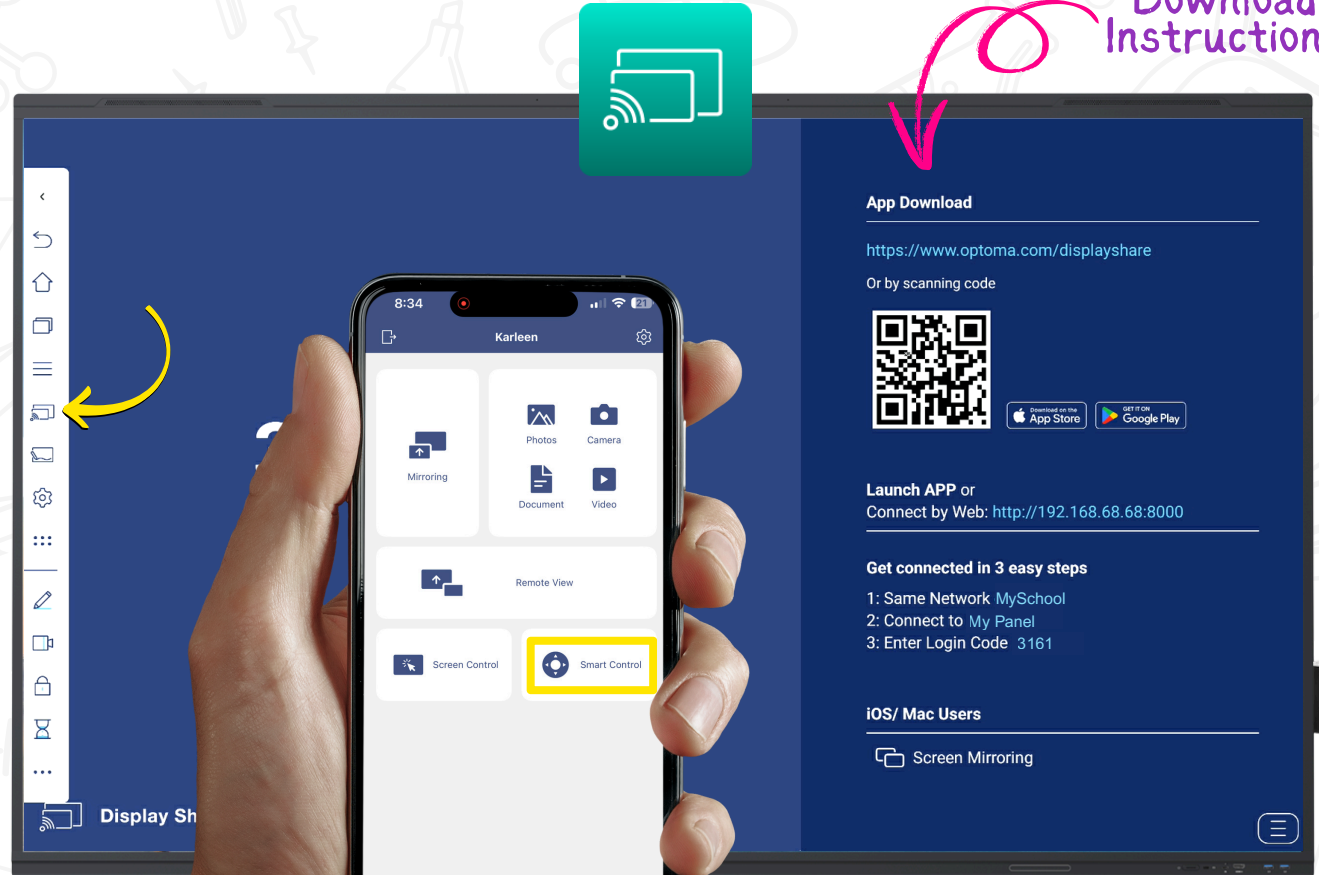 Download
Instruction
App Download
https://www.optoma.com/displayshare
Or by scanning code
Download on the
App Store
GET IT ON
Google Play
Launch APP or
Connect by Web: http://192.168.68.68:8000
Get connected in 3 easy steps
1: Same Network MySchool
2: Connect to My Panel
3: Enter Login Code 3161
iOS/ Mac Users
Screen Mirroring
8:34
21
Karleen
Mirroring
Photos
Camera
Document
Video
Remote View
Screen Control
Smart Control
Display Sh